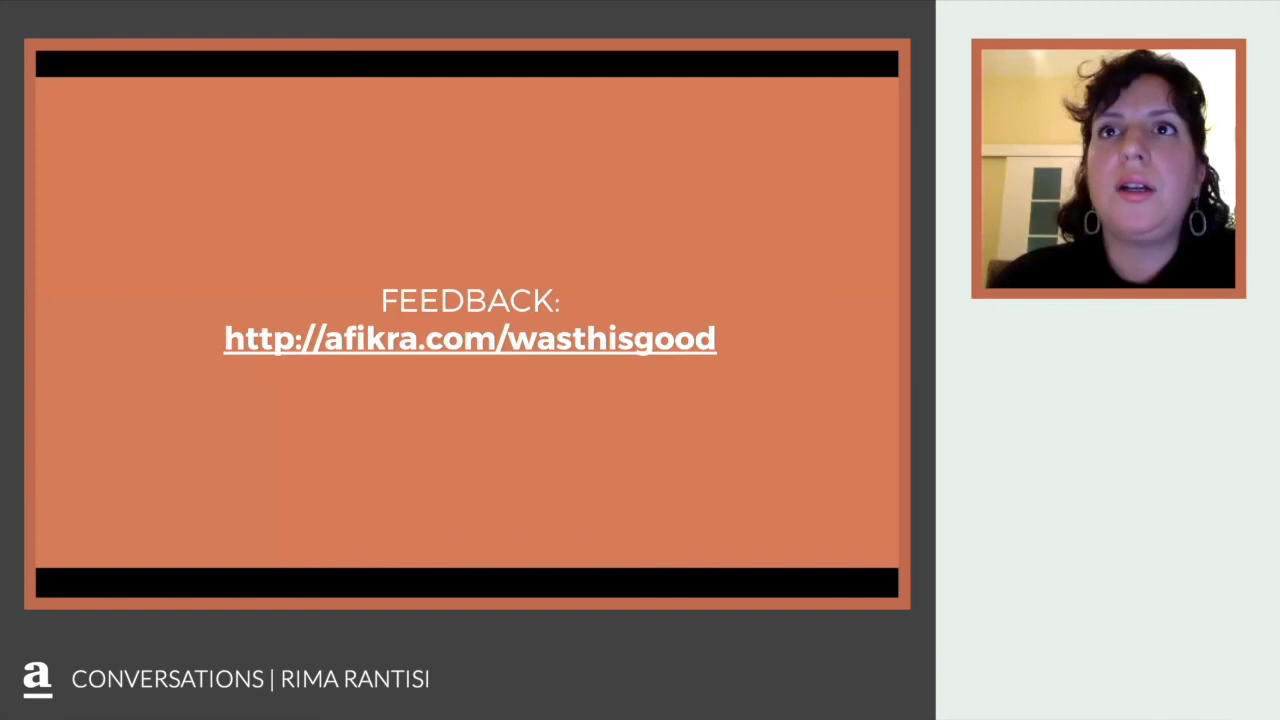 FEEDBACK:
http://afikra.com/wasthisgood
a CONVERSATIONS | RIMA RANTISI